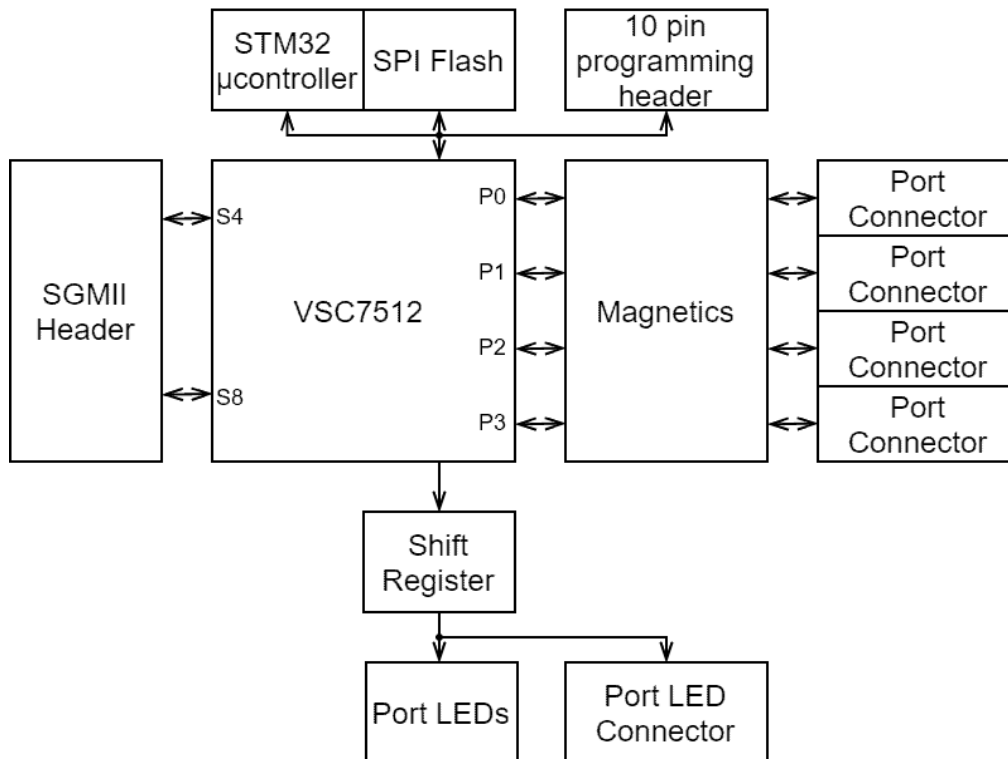 STM32
µcontroller
SPI Flash
10 pin
programming
header
SGMII
Header
S4
S8
VSC7512
P0
P1
P2
P3
Magnetics
Port
Connector
Port
Connector
Port
Connector
Port
Connector
Shift
Register
Port LEDs
Port LED
Connector